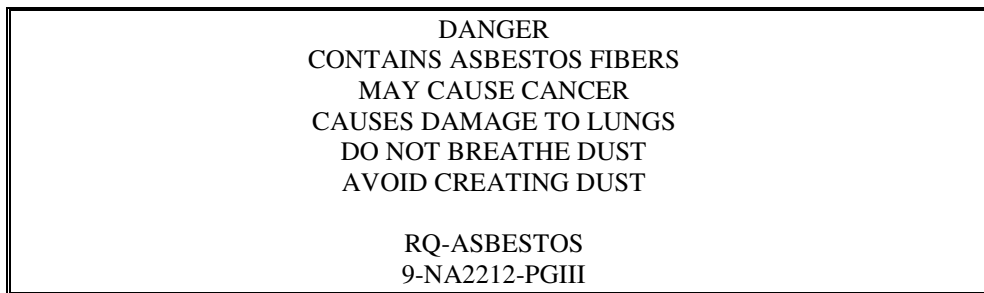 DANGER
CONTAINS ASBESTOS FIBERS
MAY CAUSE CANCER
CAUSES DAMAGE TO LUNGS
DO NOT BREATHE DUST
AVOID CREATING DUST
RQ-ASBESTOS
9-NA2212-PGIII